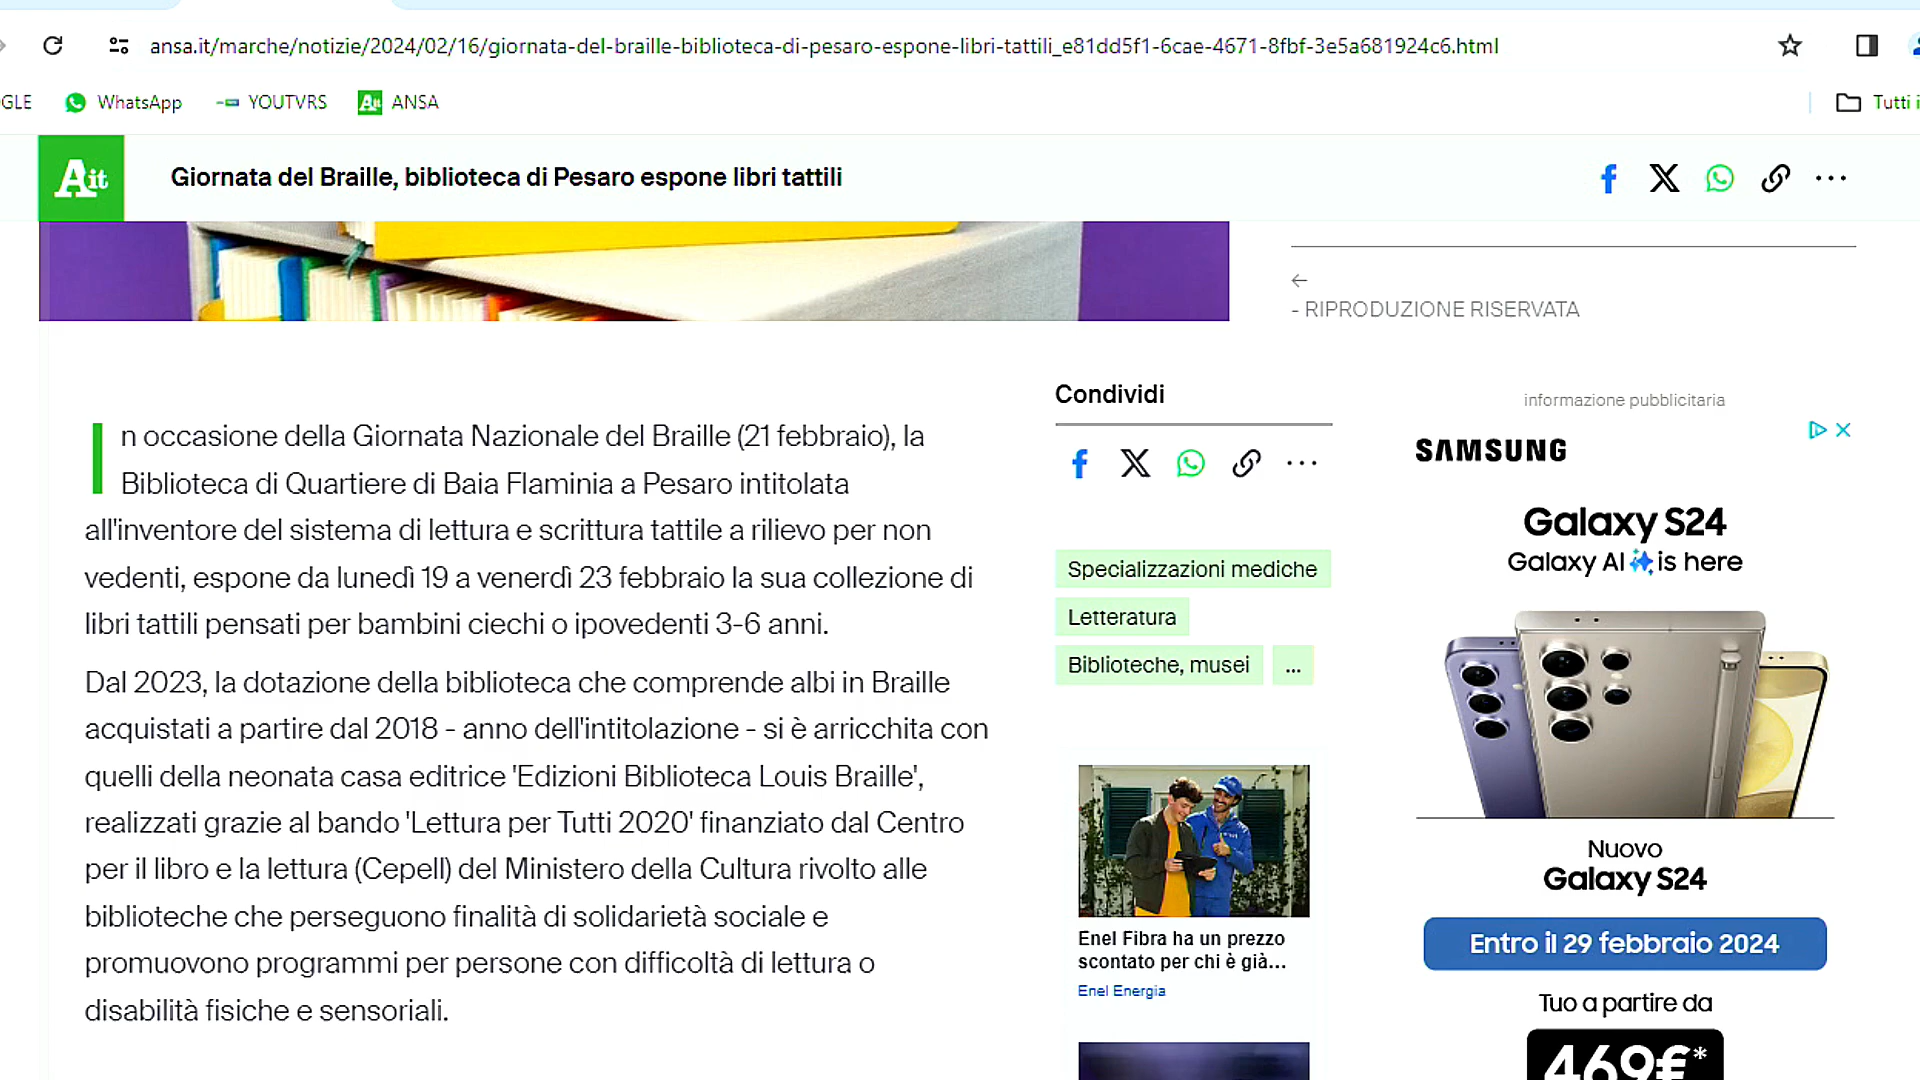 ansa.it/marche/notizie/2024/02/16/giornata-del-braille-biblioteca-di-pesaro-espone-libri-tattili_e81dd5f1-6cae-4671-8fbf-3e5a681924c6.html
GLE WhatsApp YOUTVRS ANSA Tutti i
Ait
Giornata del Braille, biblioteca di Pesaro espone libri tattili
←
- RIPRODUZIONE RISERVATA
In occasione della Giornata Nazionale del Braille (21 febbraio), la
Biblioteca di Quartiere di Baia Flaminia a Pesaro intitolata
all'inventore del sistema di lettura e scrittura tattile a rilievo per non
vedenti, espone da lunedì 19 a venerdì 23 febbraio la sua collezione di
libri tattili pensati per bambini ciechi o ipovedenti 3-6 anni.
Dal 2023, la dotazione della biblioteca che comprende albi in Braille
acquistati a partire dal 2018 - anno dell'intitolazione - si è arricchita con
quelli della neonata casa editrice 'Edizioni Biblioteca Louis Braille',
realizzati grazie al bando 'Lettura per Tutti 2020' finanziato dal Centro
per il libro e la lettura (Cepell) del Ministero della Cultura rivolto alle
biblioteche che perseguono finalità di solidarietà sociale e
promuovono programmi per persone con difficoltà di lettura o
disabilità fisiche e sensoriali.
Condividi
Specializzazioni mediche
Letteratura
Biblioteche, musei
...
Enel Fibra ha un prezzo
scontato per chi è già...
Enel Energia
informazione pubblicitaria
SAMSUNG
Galaxy S24
Galaxy AI is here
Nuovo
Galaxy S24
Entro il 29 febbraio 2024
Tuo a partire da
469€*